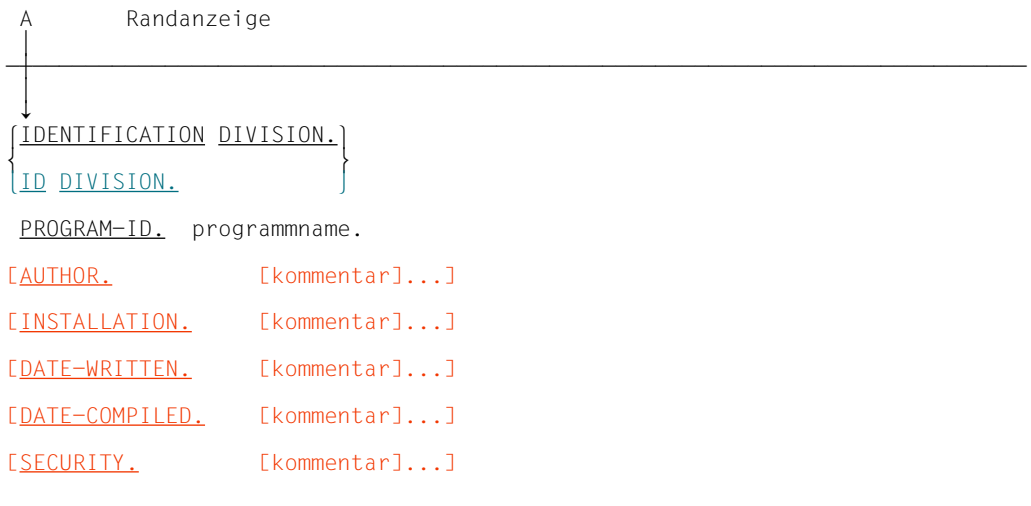 A Randanzeige
IDENTIFICATION DIVISION.
ID DIVISION.
PROGRAM-ID. programmname.
[AUTHOR. [kommentar]...]
[INSTALLATION. [kommentar]...]
[DATE-WRITTEN. [kommentar]...]
[DATE-COMPILED. [kommentar]...]
[SECURITY. [kommentar]...]